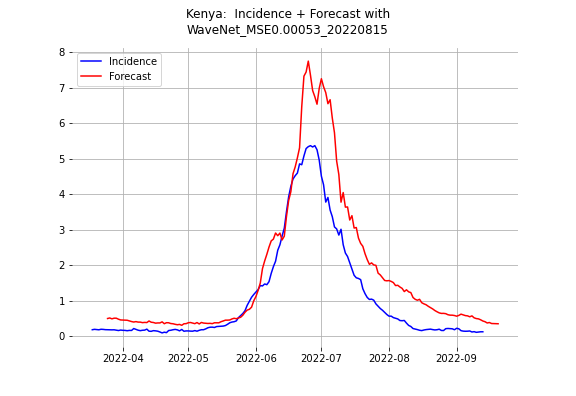 Kenya:  Incidence + Forecast with
WaveNet_MSE0.00053_20220815
Incidence
Forecast
8
7
6
5
4
3
2
1
0
2022-04 2022-05 2022-06 2022-07 2022-08 2022-09